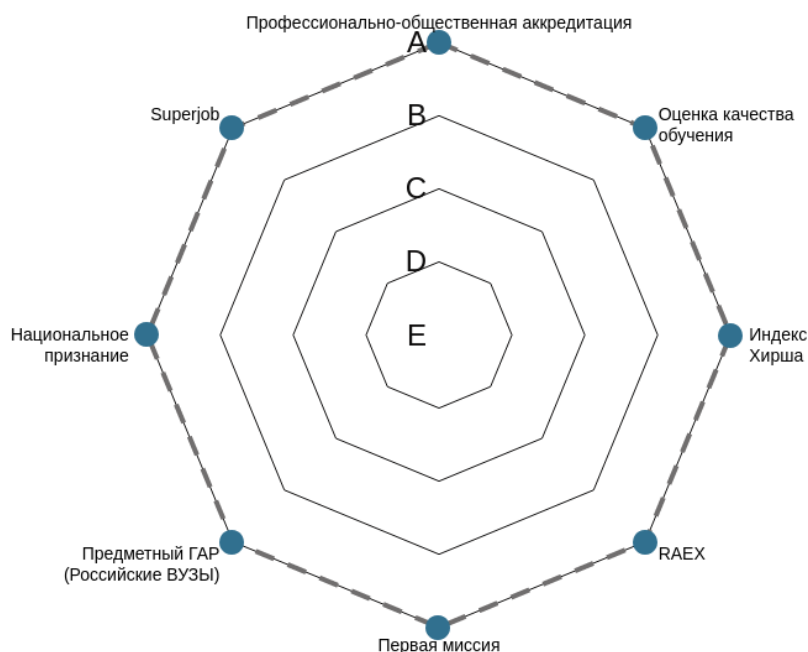 Профессионально-общественная аккредитация
A
Superjob
B
Оценка качества
обучения
C
D
Национальное
признание
E
Индекс
Хирша
Предметный ГАР
(Российские ВУЗЫ)
RAEX
Первая миссия